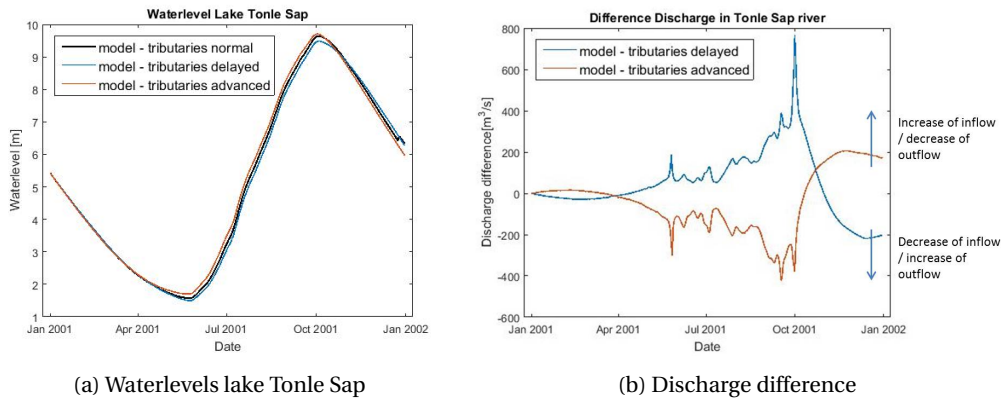 Waterlevel Lake Tonle Sap
model - tributaries normal
model - tributaries delayed
model - tributaries advanced
Waterlevel [m]
10
9
8
7
6
5
4
3
2
1
Jan 2001
Apr 2001
Jul 2001
Oct 2001
Jan 2002
Date
(a) Waterlevels lake Tonle Sap
Difference Discharge in Tonle Sap river
model - tributaries delayed
model - tributaries advanced
Discharge difference[m³/s]
800
600
400
200
0
-200
-400
-600
Jan 2001
Apr 2001
Jul 2001
Oct 2001
Jan 2002
Date
Increase of inflow
/ decrease of
outflow
Decrease of inflow
/ increase of
outflow
(b) Discharge difference